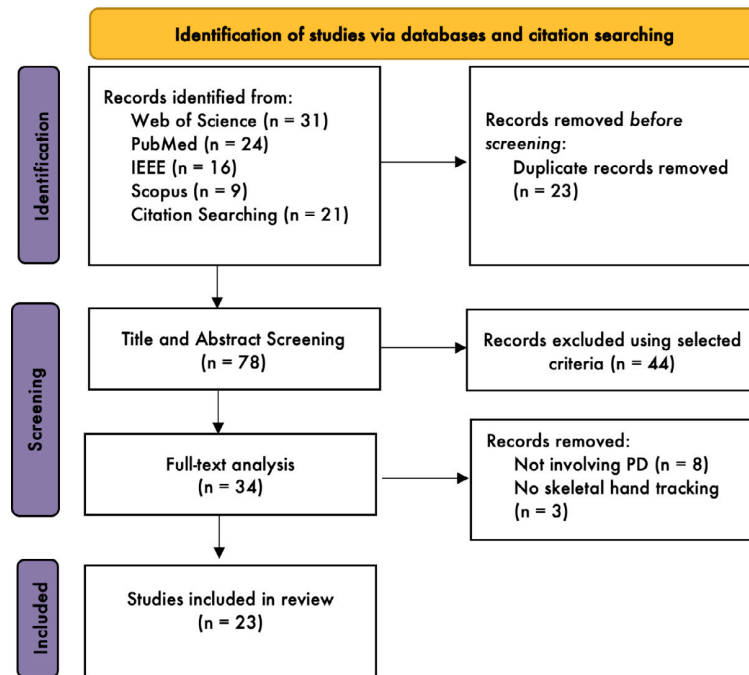 Identification of studies via databases and citation searching
Identification
Records identified from:
Web of Science (n = 31)
PubMed (n = 24)
IEEE (n = 16)
Scopus (n = 9)
Citation Searching (n = 21)
Records removed before
screening:
Duplicate records removed
(n = 23)
Screening
Title and Abstract Screening
(n = 78)
Records excluded using selected
criteria (n = 44)
Full-text analysis
(n = 34)
Records removed:
Not involving PD (n = 8)
No skeletal hand tracking
(n = 3)
Included
Studies included in review
(n = 23)